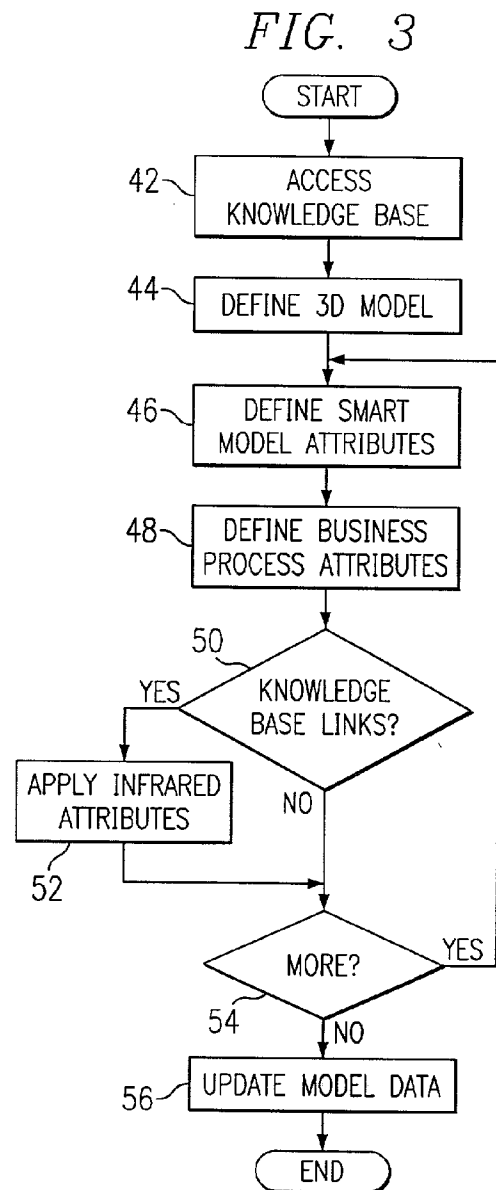 FIG. 3
START
42
ACCESS
KNOWLEDGE BASE
44
DEFINE 3D MODEL
46
DEFINE SMART
MODEL ATTRIBUTES
48
DEFINE BUSINESS
PROCESS ATTRIBUTES
50
YES
KNOWLEDGE
BASE LINKS?
NO
APPLY INFRARED
ATTRIBUTES
52
MORE?
YES
54
NO
56
UPDATE MODEL DATA
END